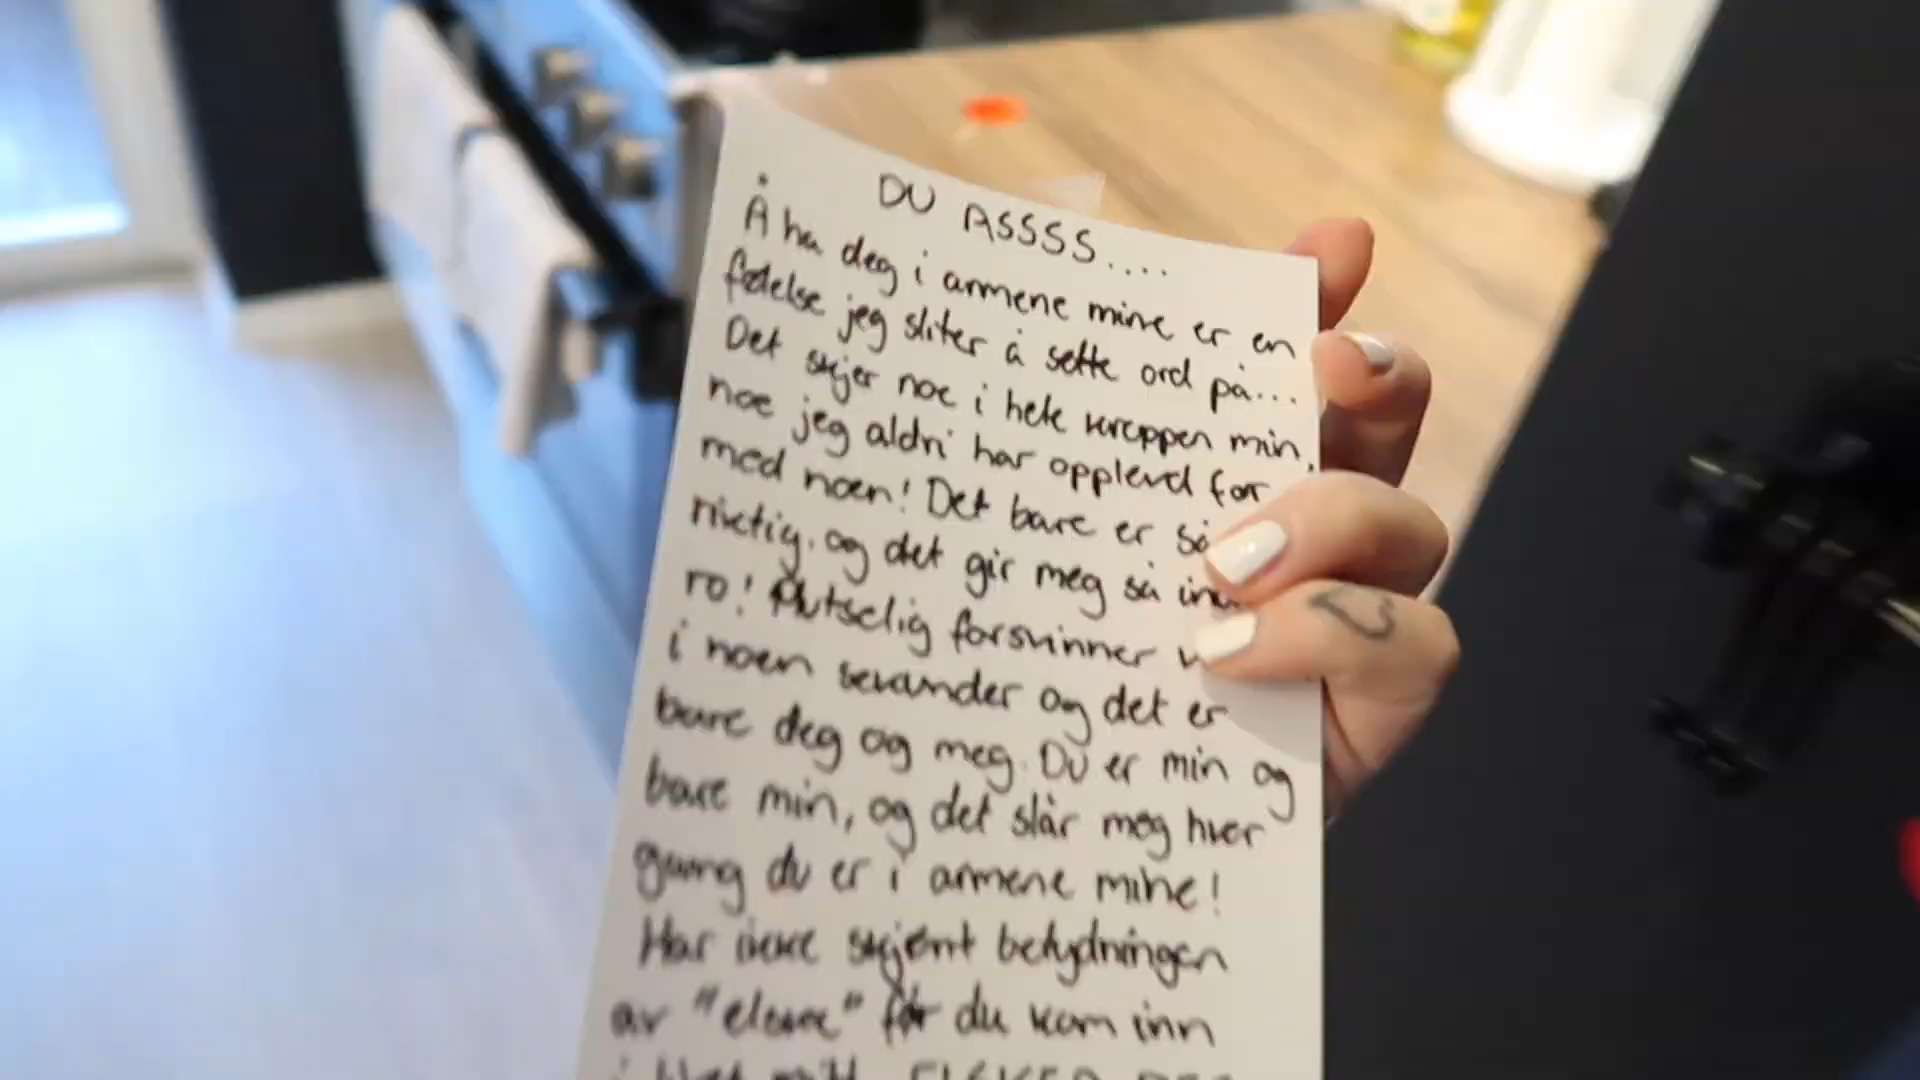 DU ASSSS....
Å ha deg i armene mine er en
følelse jeg sliter å sette ord på...
Det skjer noe i hele kroppen min,
noe jeg aldri har opplevd før
med noen! Det bare er så
riktig, og det gir meg så
ro! Plutselig forsvinner
i noen sekunder og det er
bare deg og meg. Du er min og
bare min, og det slår meg hver
gang du er i armene mine!
Har ikke skjønt betydningen
av "elske" før du kom inn